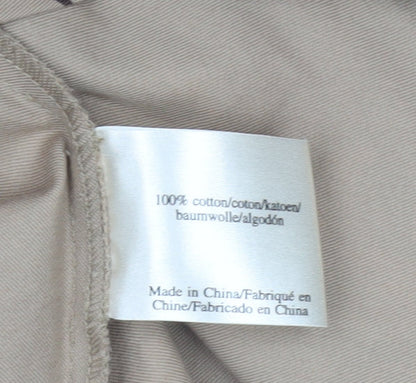 100% cotton/coton/katoen/
baumwolle/algodón
Made in China/Fabriqué en
Chine/Fabricado en China